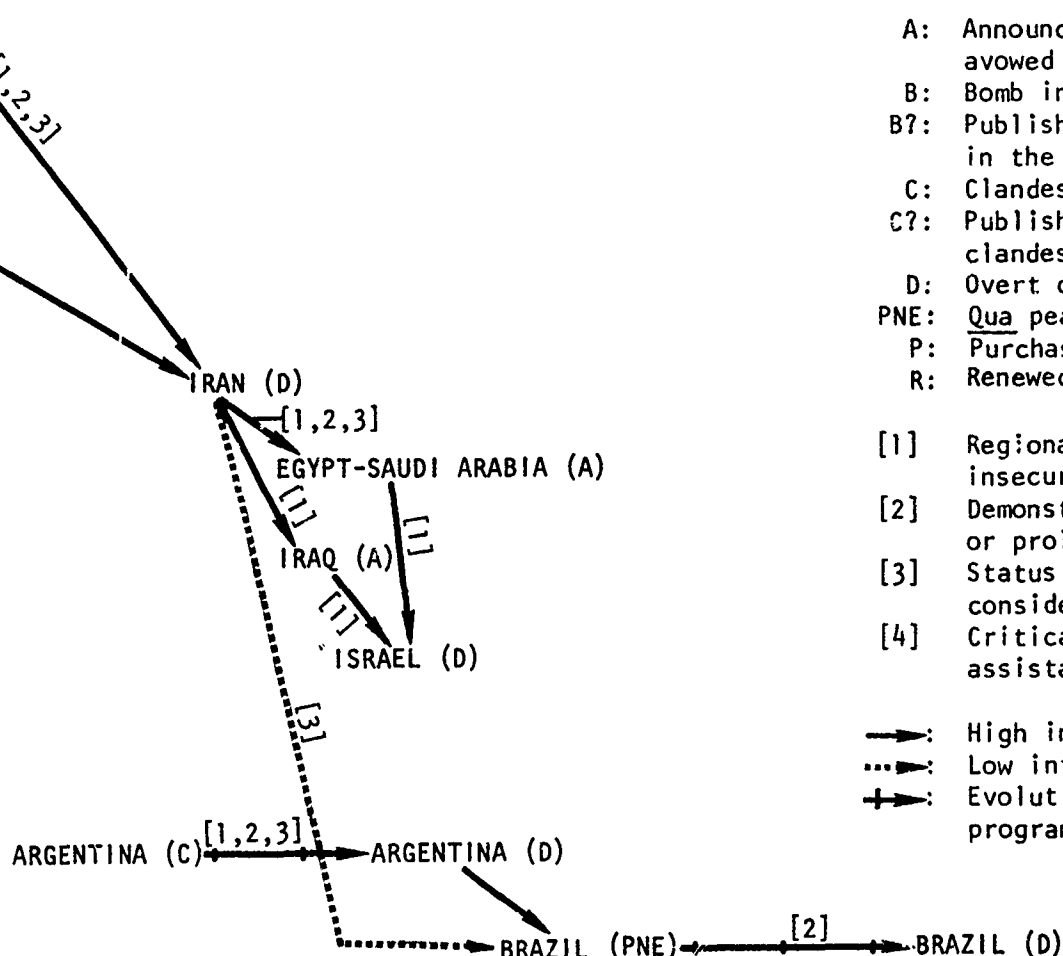 [1,2,3]
IRAN (D)
[1,2,3]
EGYPT-SAUDI ARABIA (A)
[1]
[1]
IRAQ (A)
[1]
ISRAEL (D)
[3]
ARGENTINA (C)
[1,2,3]
ARGENTINA (D)
BRAZIL (PNE)
[2]
BRAZIL (D)
A: Announc
avowed
B: Bomb in
B?: Publish
in the
C: Clandes
C?: Publish
clandes
D: Overt
PNE: Qua pea
P: Purchas
R: Renewed
[1] Regiona
insecur
[2] Demonst
or prol
[3] Status
conside
[4] Critica
assista
: High in
: Low in
: Evolut
program